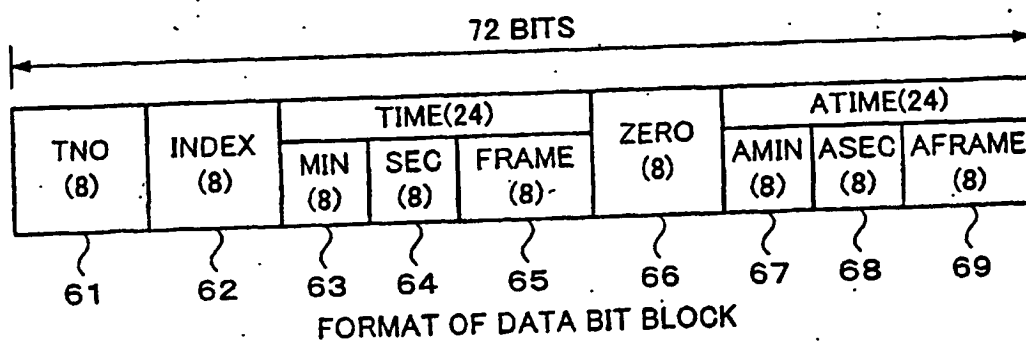 72 BITS
TNO
(8)
INDEX
(8)
TIME(24)
MIN
(8)
SEC
(8)
FRAME
(8)
ZERO
(8)
ATIME(24)
AMIN
(8)
ASEC
(8)
AFRAME
(8)
61 62 63 64 65 66 67 68 69
FORMAT OF DATA BIT BLOCK